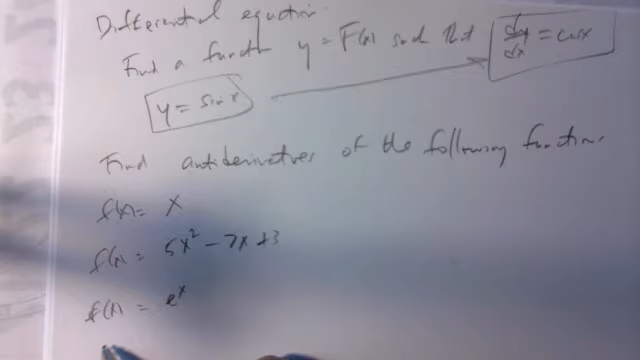 Differential equation
Find a function y = F(x) such that dy/dx = cosx
y = sin x
Find antiderivatives of the following functions.
f(x) = x
f(x) = 5x² - 7x + 3
f(x) = eˣ